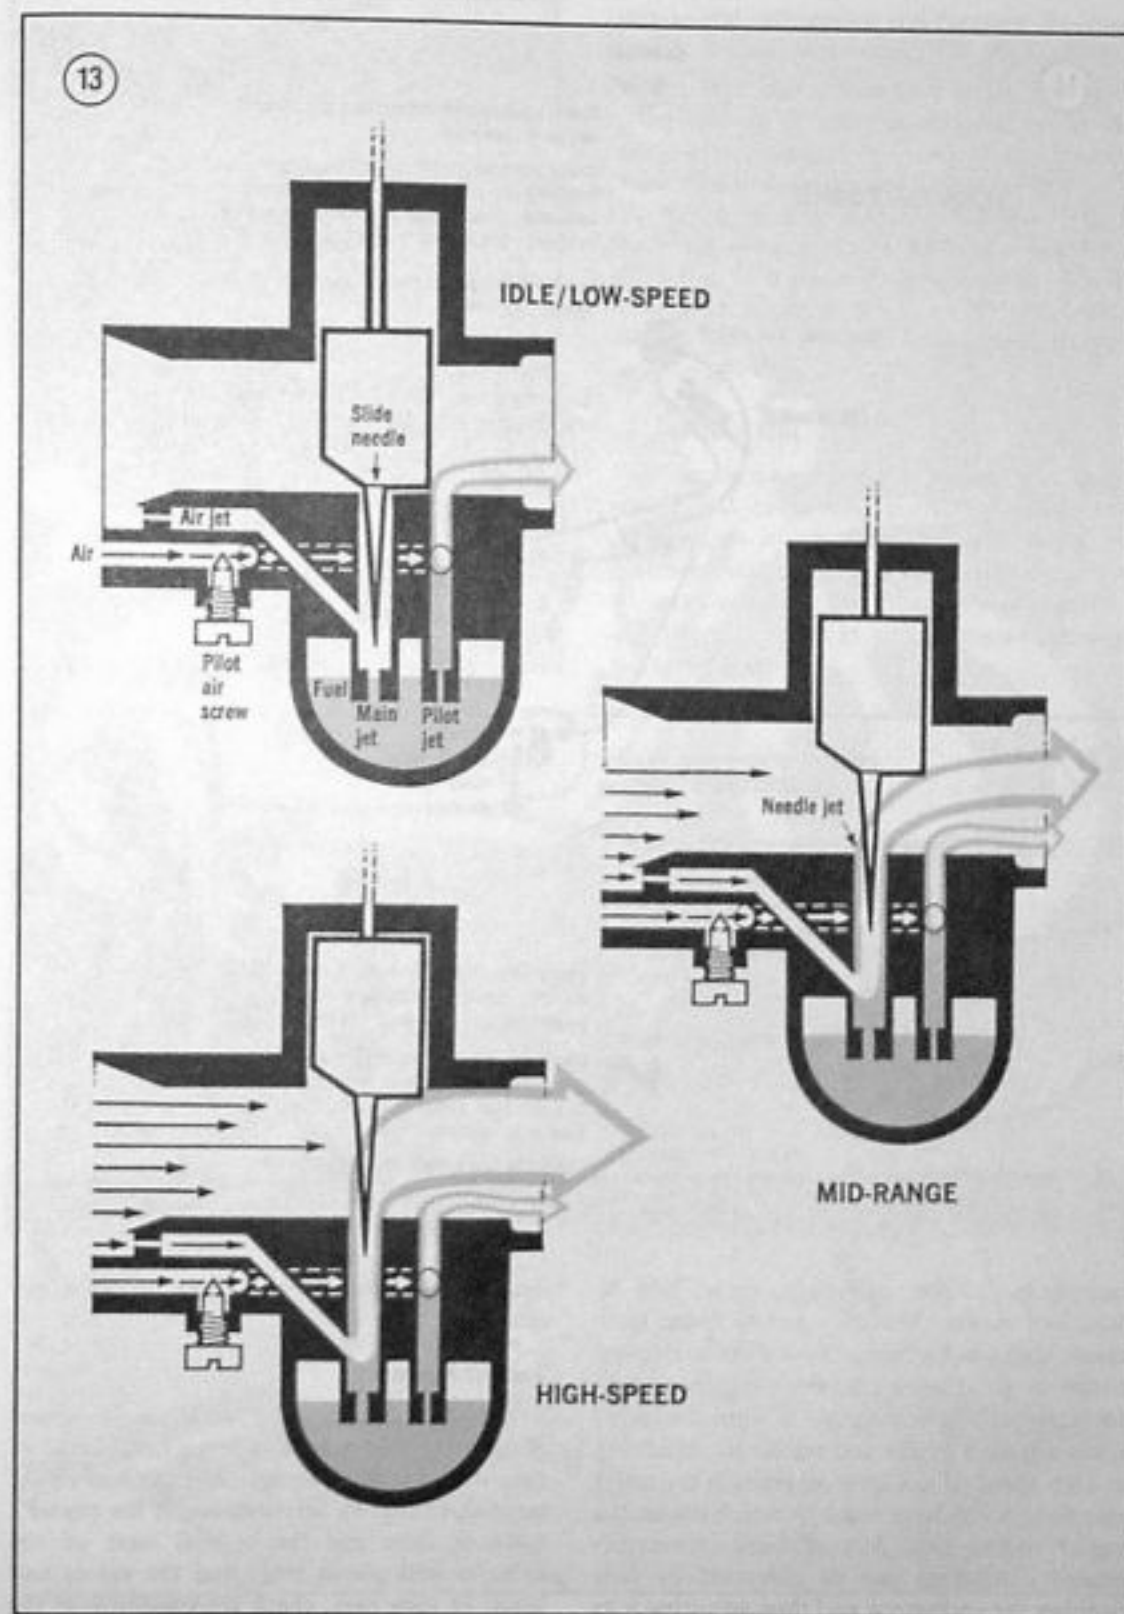 13
IDLE/LOW-SPEED
Slide
needle
Air jet
Air
Pilot
air
screw
Fuel
Main
jet
Pilot
jet
Needle jet
MID-RANGE
HIGH-SPEED